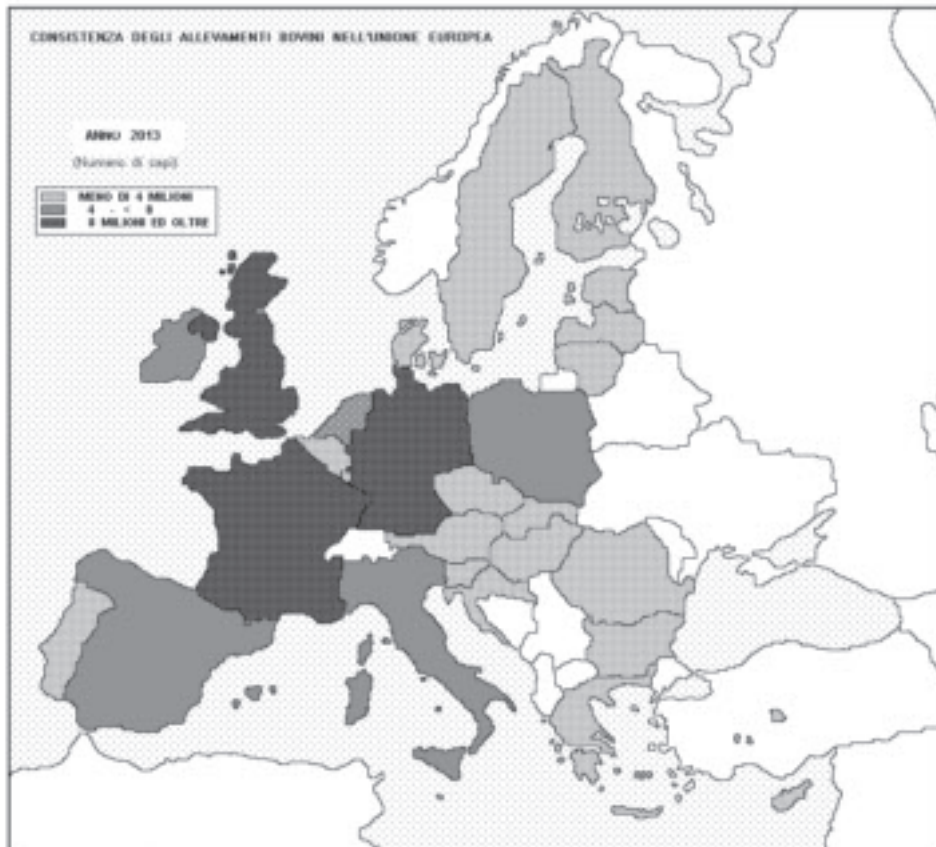 CONSISTENZA DEGLI ALLEVAMENTI BOVINI NELL'UNIONE EUROPEA
ANNO 2013
(Numero di capi)
MENO DI 4 MILIONI
4 - < 8
8 MILIONI ED OLTRE